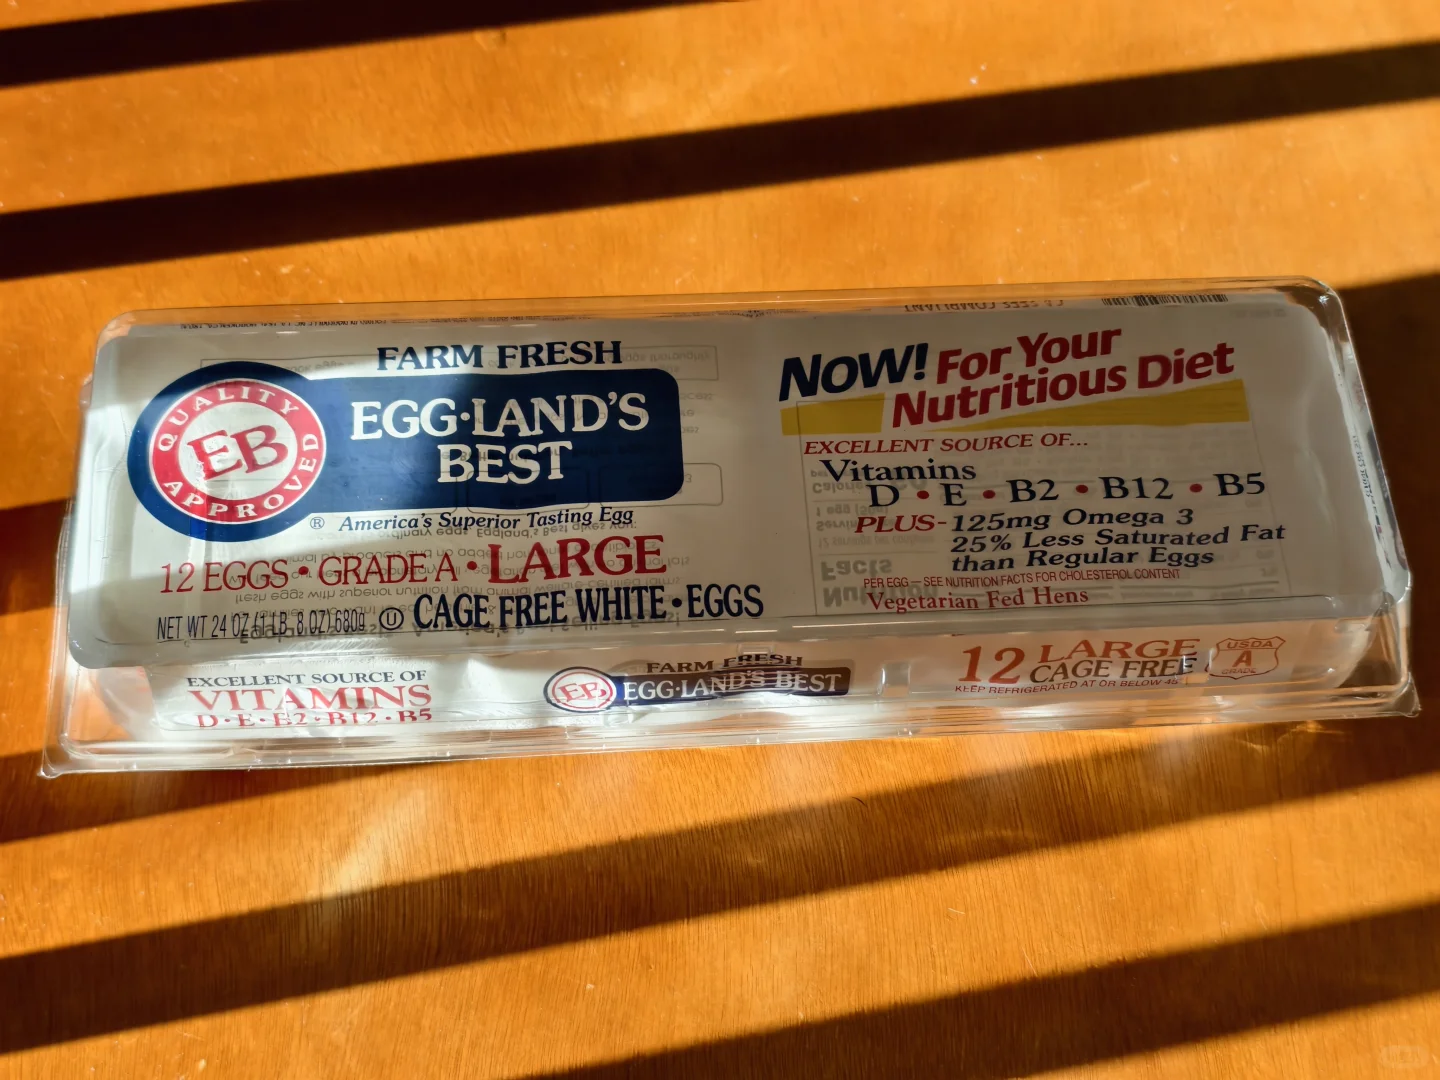 FARM FRESH
EGG·LAND'S
BEST
QUALITY
EB
APPROVED
® America's Superior Tasting Egg
12 EGGS • GRADE A • LARGE
NET WT 24 OZ (1 LB. 8 OZ) 680g Ⓤ CAGE FREE WHITE • EGGS
NOW! For Your
Nutritious Diet
EXCELLENT SOURCE OF...
Vitamins
D • E • B2 • B12 • B5
PLUS- 125mg Omega 3
25% Less Saturated Fat
than Regular Eggs
PER EGG – SEE NUTRITION FACTS FOR CHOLESTEROL CONTENT
Vegetarian Fed Hens
EXCELLENT SOURCE OF
VITAMINS
D • E • B2 • B12 • B5
FARM FRESH
EB EGG·LAND'S BEST
12 LARGE
CAGE FREE
KEEP REFRIGERATED AT OR BELOW 45°
USDA
A
GRADE